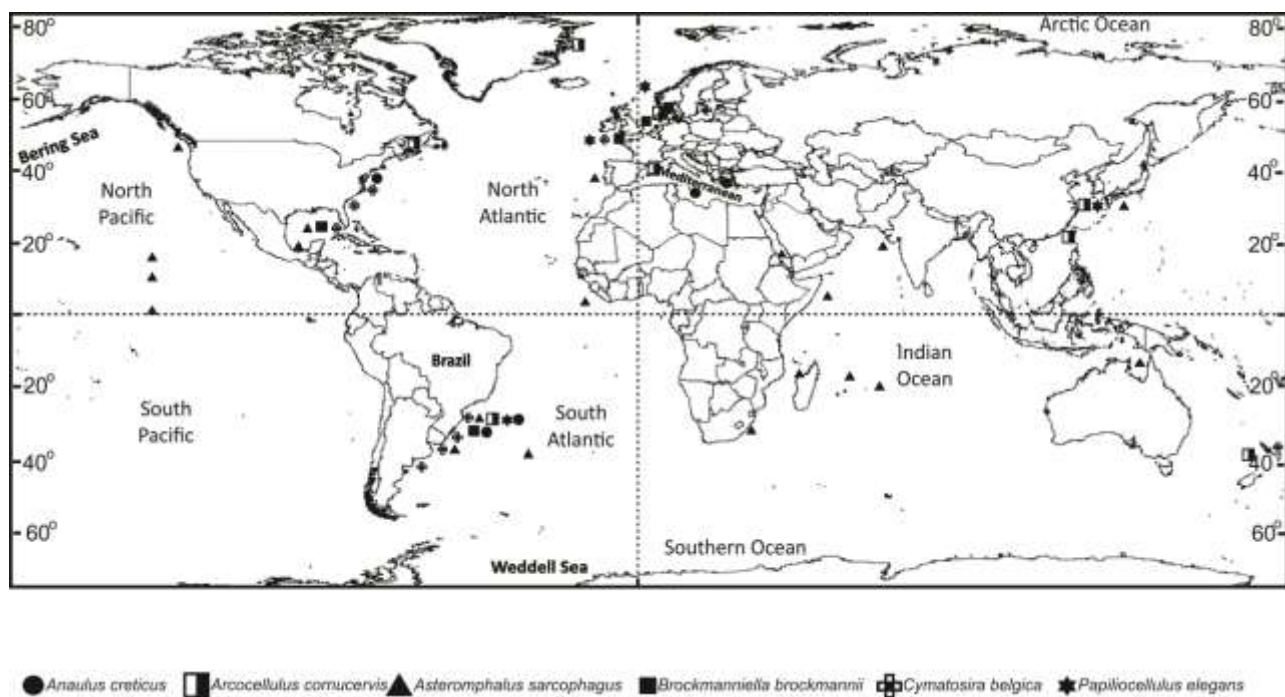 80° Arctic Ocean 80°
60° 60°
Bering Sea
40° North Pacific North Atlantic Mediterranean 40°
20° 20°
Brazil Indian Ocean
20° South Pacific South Atlantic 20°
40° 40°
60° Southern Ocean 60°
Weddell Sea
Anaulus creticus Arcocellulus cornucervis Asteromphalus sarcophagus Brockmanniella brockmannii Cymatosira belgica Papiliocellulus elegans